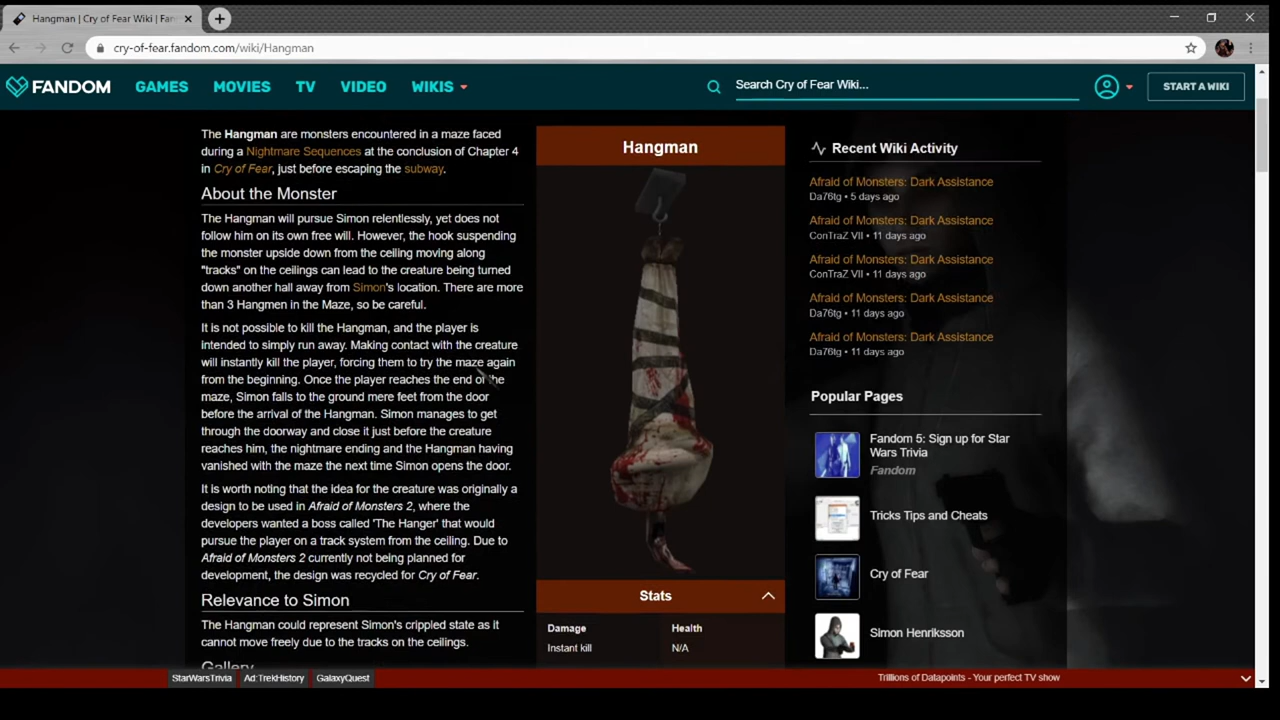 Hangman | Cry of Fear Wiki | Fan
cry-of-fear.fandom.com/wiki/Hangman
FANDOM GAMES MOVIES TV VIDEO WIKIS
Search Cry of Fear Wiki...
START A WIKI
The Hangman are monsters encountered in a maze faced
during a Nightmare Sequences at the conclusion of Chapter 4
in Cry of Fear, just before escaping the subway.
About the Monster
The Hangman will pursue Simon relentlessly, yet does not
follow him on its own free will. However, the hook suspending
the monster upside down from the ceiling moving along
"tracks" on the ceilings can lead to the creature being turned
down another hall away from Simon's location. There are more
than 3 Hangmen in the Maze, so be careful.
It is not possible to kill the Hangman, and the player is
intended to simply run away. Making contact with the creature
will instantly kill the player, forcing them to try the maze again
from the beginning. Once the player reaches the end of the
maze, Simon falls to the ground mere feet from the door
before the arrival of the Hangman. Simon manages to get
through the doorway and close it just before the creature
reaches him, the nightmare ending and the Hangman having
vanished with the maze the next time Simon opens the door.
It is worth noting that the idea for the creature was originally a
design to be used in Afraid of Monsters 2, where the
developers wanted a boss called 'The Hanger' that would
pursue the player on a track system from the ceiling. Due to
Afraid of Monsters 2 currently not being planned for
development, the design was recycled for Cry of Fear.
Relevance to Simon
The Hangman could represent Simon's crippled state as it
cannot move freely due to the tracks on the ceilings.
Gallery
Hangman
Stats
Damage Health
Instant kill N/A
Recent Wiki Activity
Afraid of Monsters: Dark Assistance
Da76tg • 5 days ago
Afraid of Monsters: Dark Assistance
ConTraZ VII • 11 days ago
Afraid of Monsters: Dark Assistance
ConTraZ VII • 11 days ago
Afraid of Monsters: Dark Assistance
Da76tg • 11 days ago
Afraid of Monsters: Dark Assistance
Da76tg • 11 days ago
Popular Pages
Fandom 5: Sign up for Star
Wars Trivia
Fandom
Tricks Tips and Cheats
Cry of Fear
Simon Henriksson
StarWarsTrivia Ad:TrekHistory GalaxyQuest
Trillions of Datapoints - Your perfect TV show